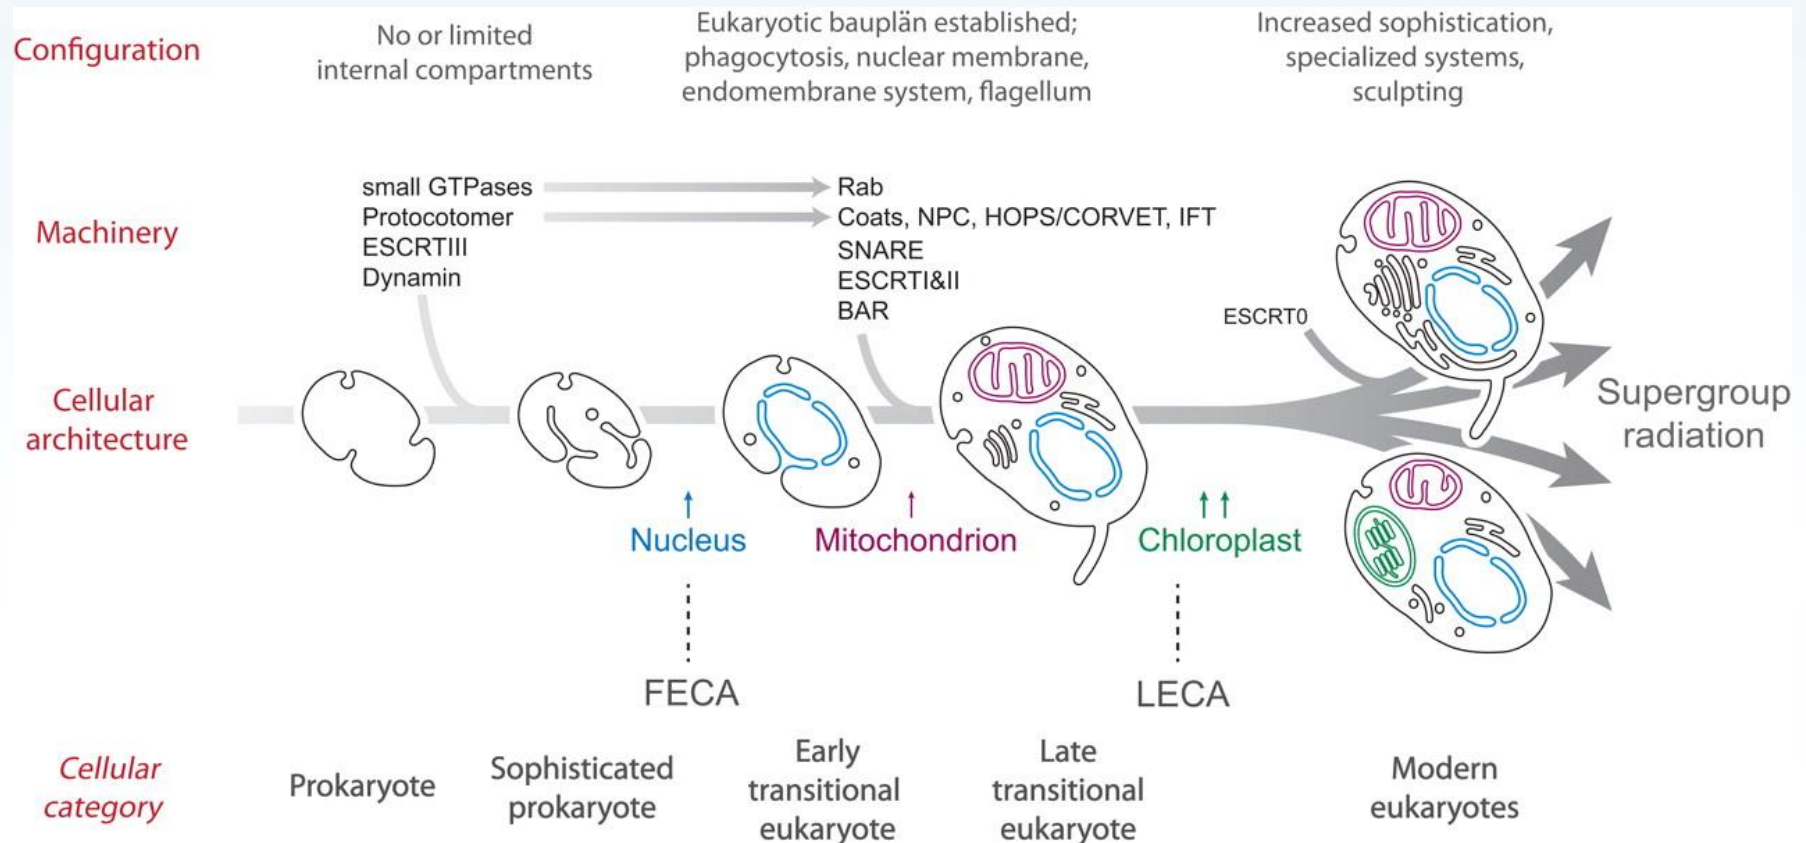 Configuration
No or limited
internal compartments
Eukaryotic bauplän established;
phagocytosis, nuclear membrane,
endomembrane system, flagellum
Increased sophistication,
specialized systems,
sculpting
Machinery
small GTPases
Protocotomer
ESCRTIII
Dynamin
Rab
Coats, NPC, HOPS/CORVET, IFT
SNARE
ESCRTI&II
BAR
ESCRT0
Cellular
architecture
Supergroup
radiation
Nucleus
Mitochondrion
Chloroplast
FECA
LECA
Cellular
category
Prokaryote
Sophisticated
prokaryote
Early
transitional
eukaryote
Late
transitional
eukaryote
Modern
eukaryotes